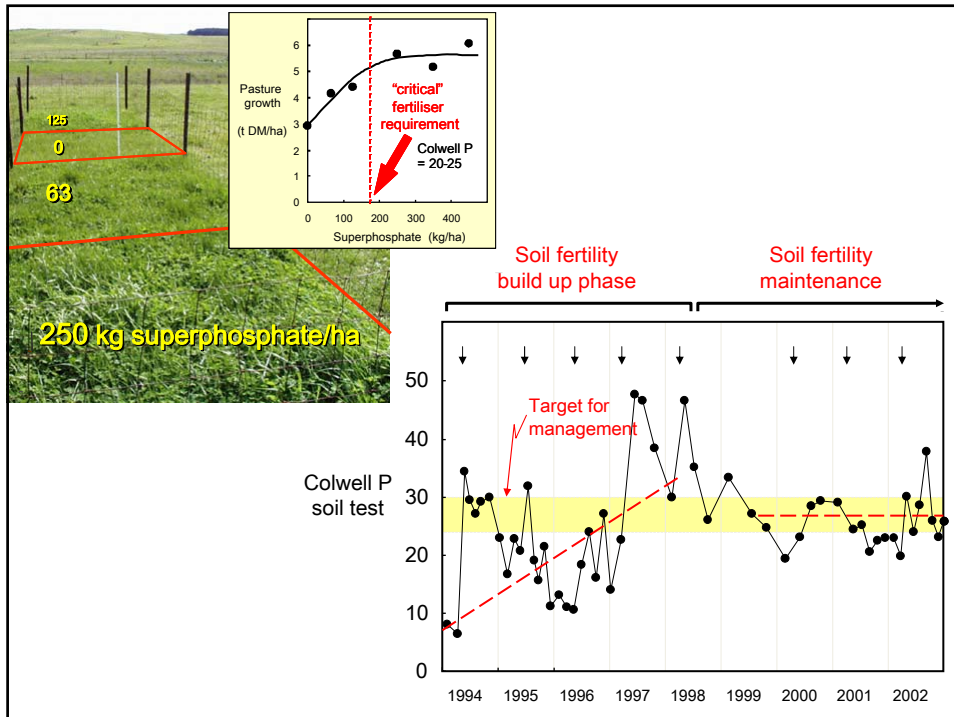 125
0
63
250 kg superphosphate/ha
Pasture
growth
(t DM/ha)
6
5
4
3
2
1
0
"critical"
fertiliser
requirement
Colwell P
= 20-25
0 100 200 300 400
Superphosphate (kg/ha)
Soil fertility
build up phase
Soil fertility
maintenance
Target for
management
Colwell P
soil test
50
40
30
20
10
0
1994 1995 1996 1997 1998 1999 2000 2001 2002